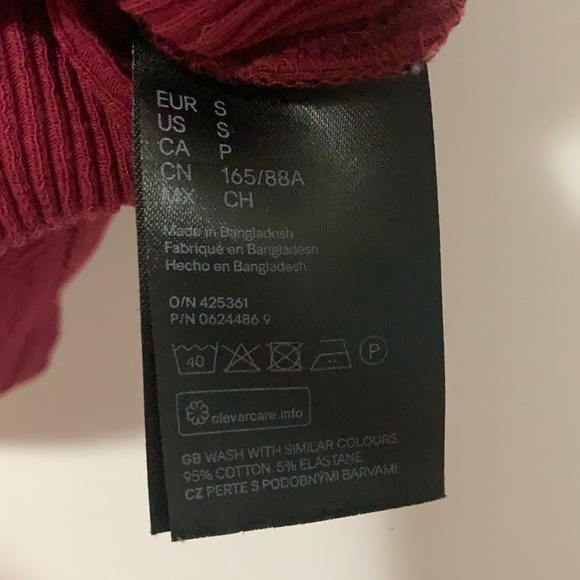 EUR S
US S
CA P
CN 165/88A
MX CH
Made in Bangladesh
Fabriqué en Bangladesh
Hecho en Bangladesh
O/N 425361
P/N 0624486 9
40 P
clevercare.info
GB WASH WITH SIMILAR COLOURS.
95% COTTON. 5% ELASTANE.
CZ PERTE S PODOBNÝMI BARVAMI.